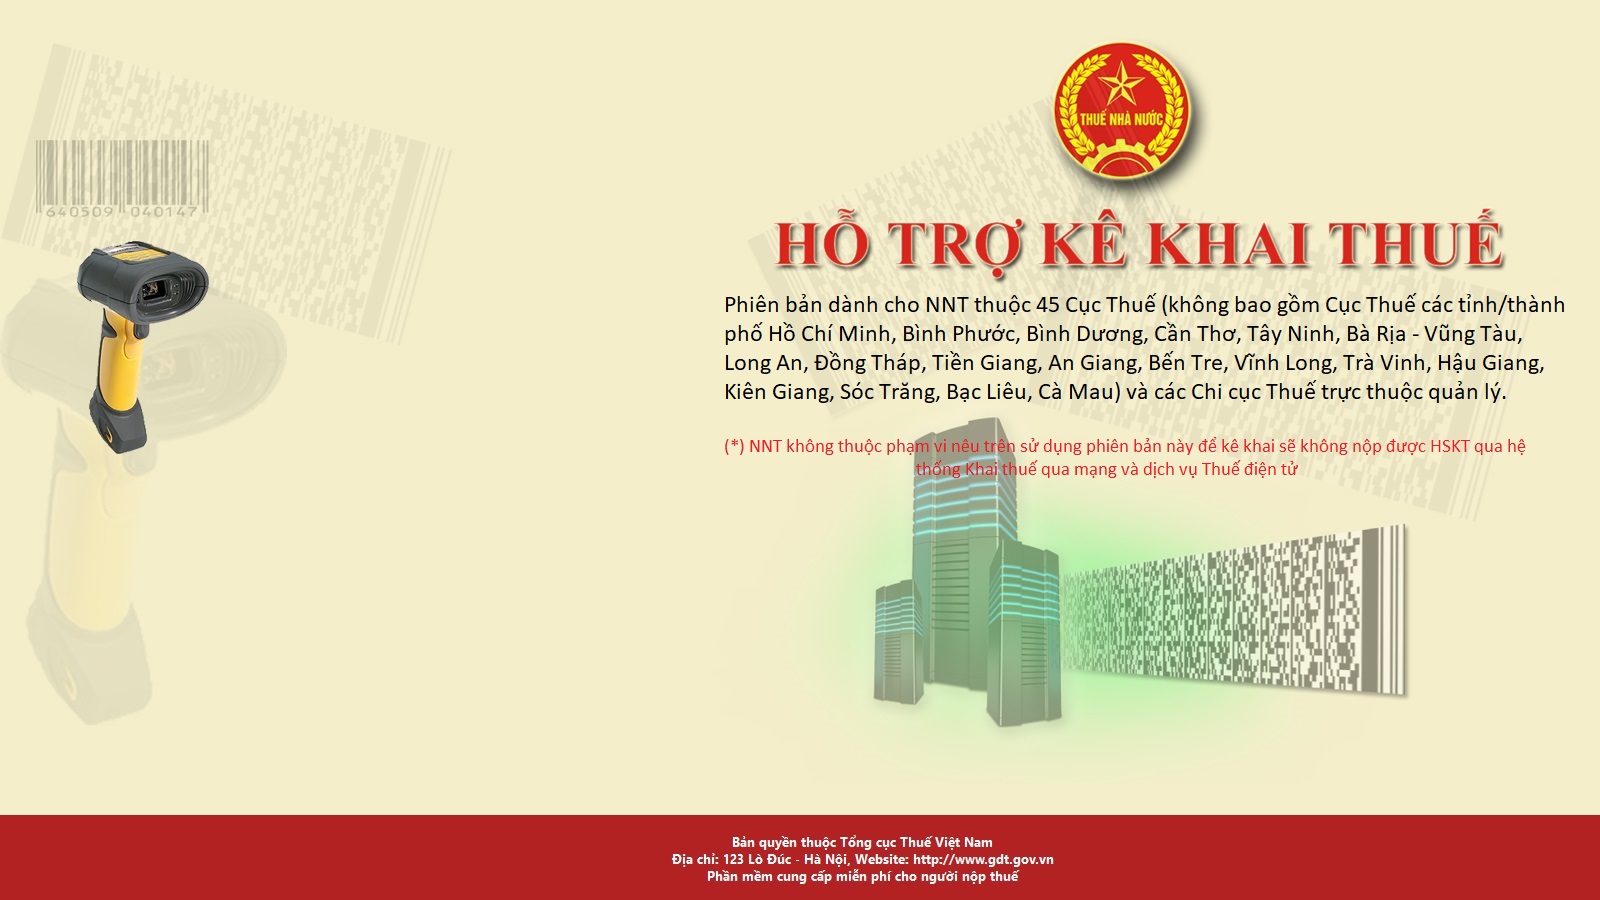 640509 040147
THUẾ NHÀ NƯỚC
HỖ TRỢ KÊ KHAI THUẾ
Phiên bản dành cho NNT thuộc 45 Cục Thuế (không bao gồm Cục Thuế các tỉnh/thành
phố Hồ Chí Minh, Bình Phước, Bình Dương, Cần Thơ, Tây Ninh, Bà Rịa - Vũng Tàu,
Long An, Đồng Tháp, Tiền Giang, An Giang, Bến Tre, Vĩnh Long, Trà Vinh, Hậu Giang,
Kiên Giang, Sóc Trăng, Bạc Liêu, Cà Mau) và các Chi cục Thuế trực thuộc quản lý.
(*) NNT không thuộc phạm vi nêu trên sử dụng phiên bản này để kê khai sẽ không nộp được HSKT qua hệ
thống Khai thuế qua mạng và dịch vụ Thuế điện tử
Bản quyền thuộc Tổng cục Thuế Việt Nam
Địa chỉ: 123 Lò Đúc - Hà Nội, Website: http://www.gdt.gov.vn
Phần mềm cung cấp miễn phí cho người nộp thuế